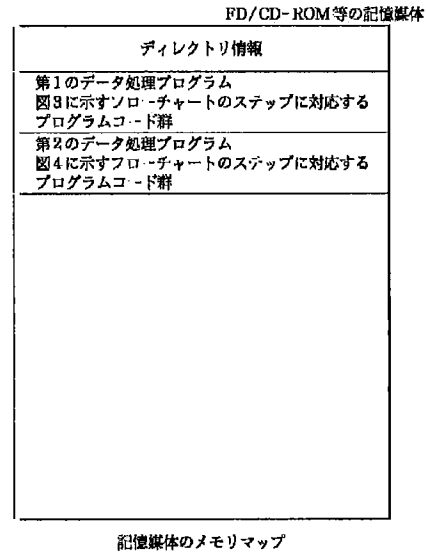 FD/CD-ROM等の記憶媒体
ディレクトリ情報
第1のデータ処理プログラム
図3に示すフローチャートのステップに対応する
プログラムコード群
第2のデータ処理プログラム
図4に示すフローチャートのステップに対応する
プログラムコード群
記憶媒体のメモリマップ